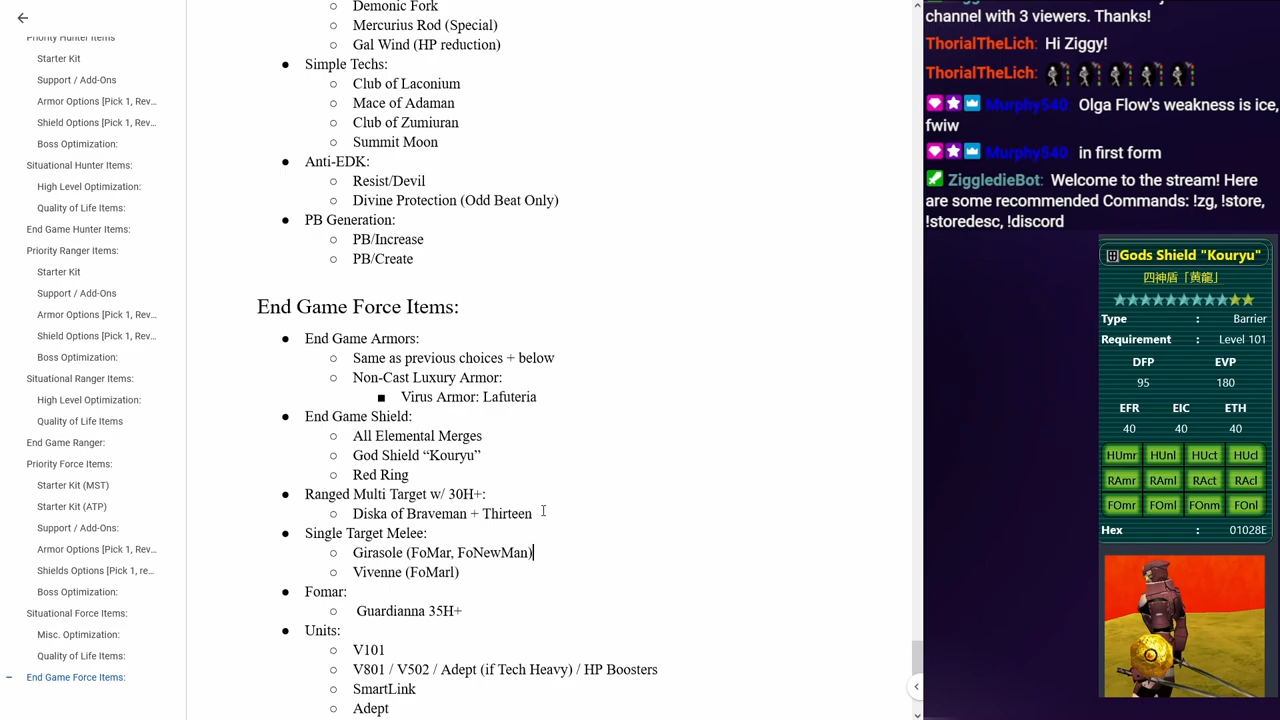 Priority Hunter Items
Starter Kit
Support / Add-Ons
Armor Options [Pick 1, Rev...
Shield Options [Pick 1, Rev...
Boss Optimization:
Situational Hunter Items:
High Level Optimization:
Quality of Life Items:
End Game Hunter Items:
Priority Ranger Items:
Starter Kit
Support / Add-Ons:
Armor Options [Pick 1, Rev...
Shield Options [Pick 1, Rev...
Boss Optimization:
Situational Ranger Items:
High Level Optimization:
Quality of Life Items
End Game Ranger:
Priority Force Items:
Starter Kit (MST)
Starter Kit (ATP)
Support / Add-Ons:
Armor Options [Pick 1, Rev...
Shields Options [Pick 1, re...
Boss Optimization:
Situational Force Items:
Misc. Optimization:
Quality of Life Items:
End Game Force Items:
Demonic Fork
Mercurius Rod (Special)
Gal Wind (HP reduction)
Simple Techs:
Club of Laconium
Mace of Adaman
Club of Zumiuran
Summit Moon
Anti-EDK:
Resist/Devil
Divine Protection (Odd Beat Only)
PB Generation:
PB/Increase
PB/Create
End Game Force Items:
End Game Armors:
Same as previous choices + below
Non-Cast Luxury Armor:
Virus Armor: Lafuteria
End Game Shield:
All Elemental Merges
God Shield “Kouryu”
Red Ring
Ranged Multi Target w/ 30H+:
Diska of Braveman + Thirteen
Single Target Melee:
Girasole (FoMar, FoNewMan)
Vivenne (FoMarl)
Fomar:
Guardianna 35H+
Units:
V101
V801 / V502 / Adept (if Tech Heavy) / HP Boosters
SmartLink
Adept
channel with 3 viewers. Thanks!
ThorialTheLich: Hi Ziggy!
ThorialTheLich:
Murphy540: Olga Flow's weakness is ice,
fwiw
Murphy540: in first form
ZiggledieBot: Welcome to the stream! Here
are some recommended Commands: !zg, !store,
!storedesc, !discord
Gods Shield "Kouryu"
四神盾「黄龍」
Type : Barrier
Requirement : Level 101
DFP EVP
95 180
EFR EIC ETH
40 40 40
HUmr HUnl HUct HUcl
RAmr RAml RAct RAcl
FOmr FOml FOnm FOnl
Hex : 01028E